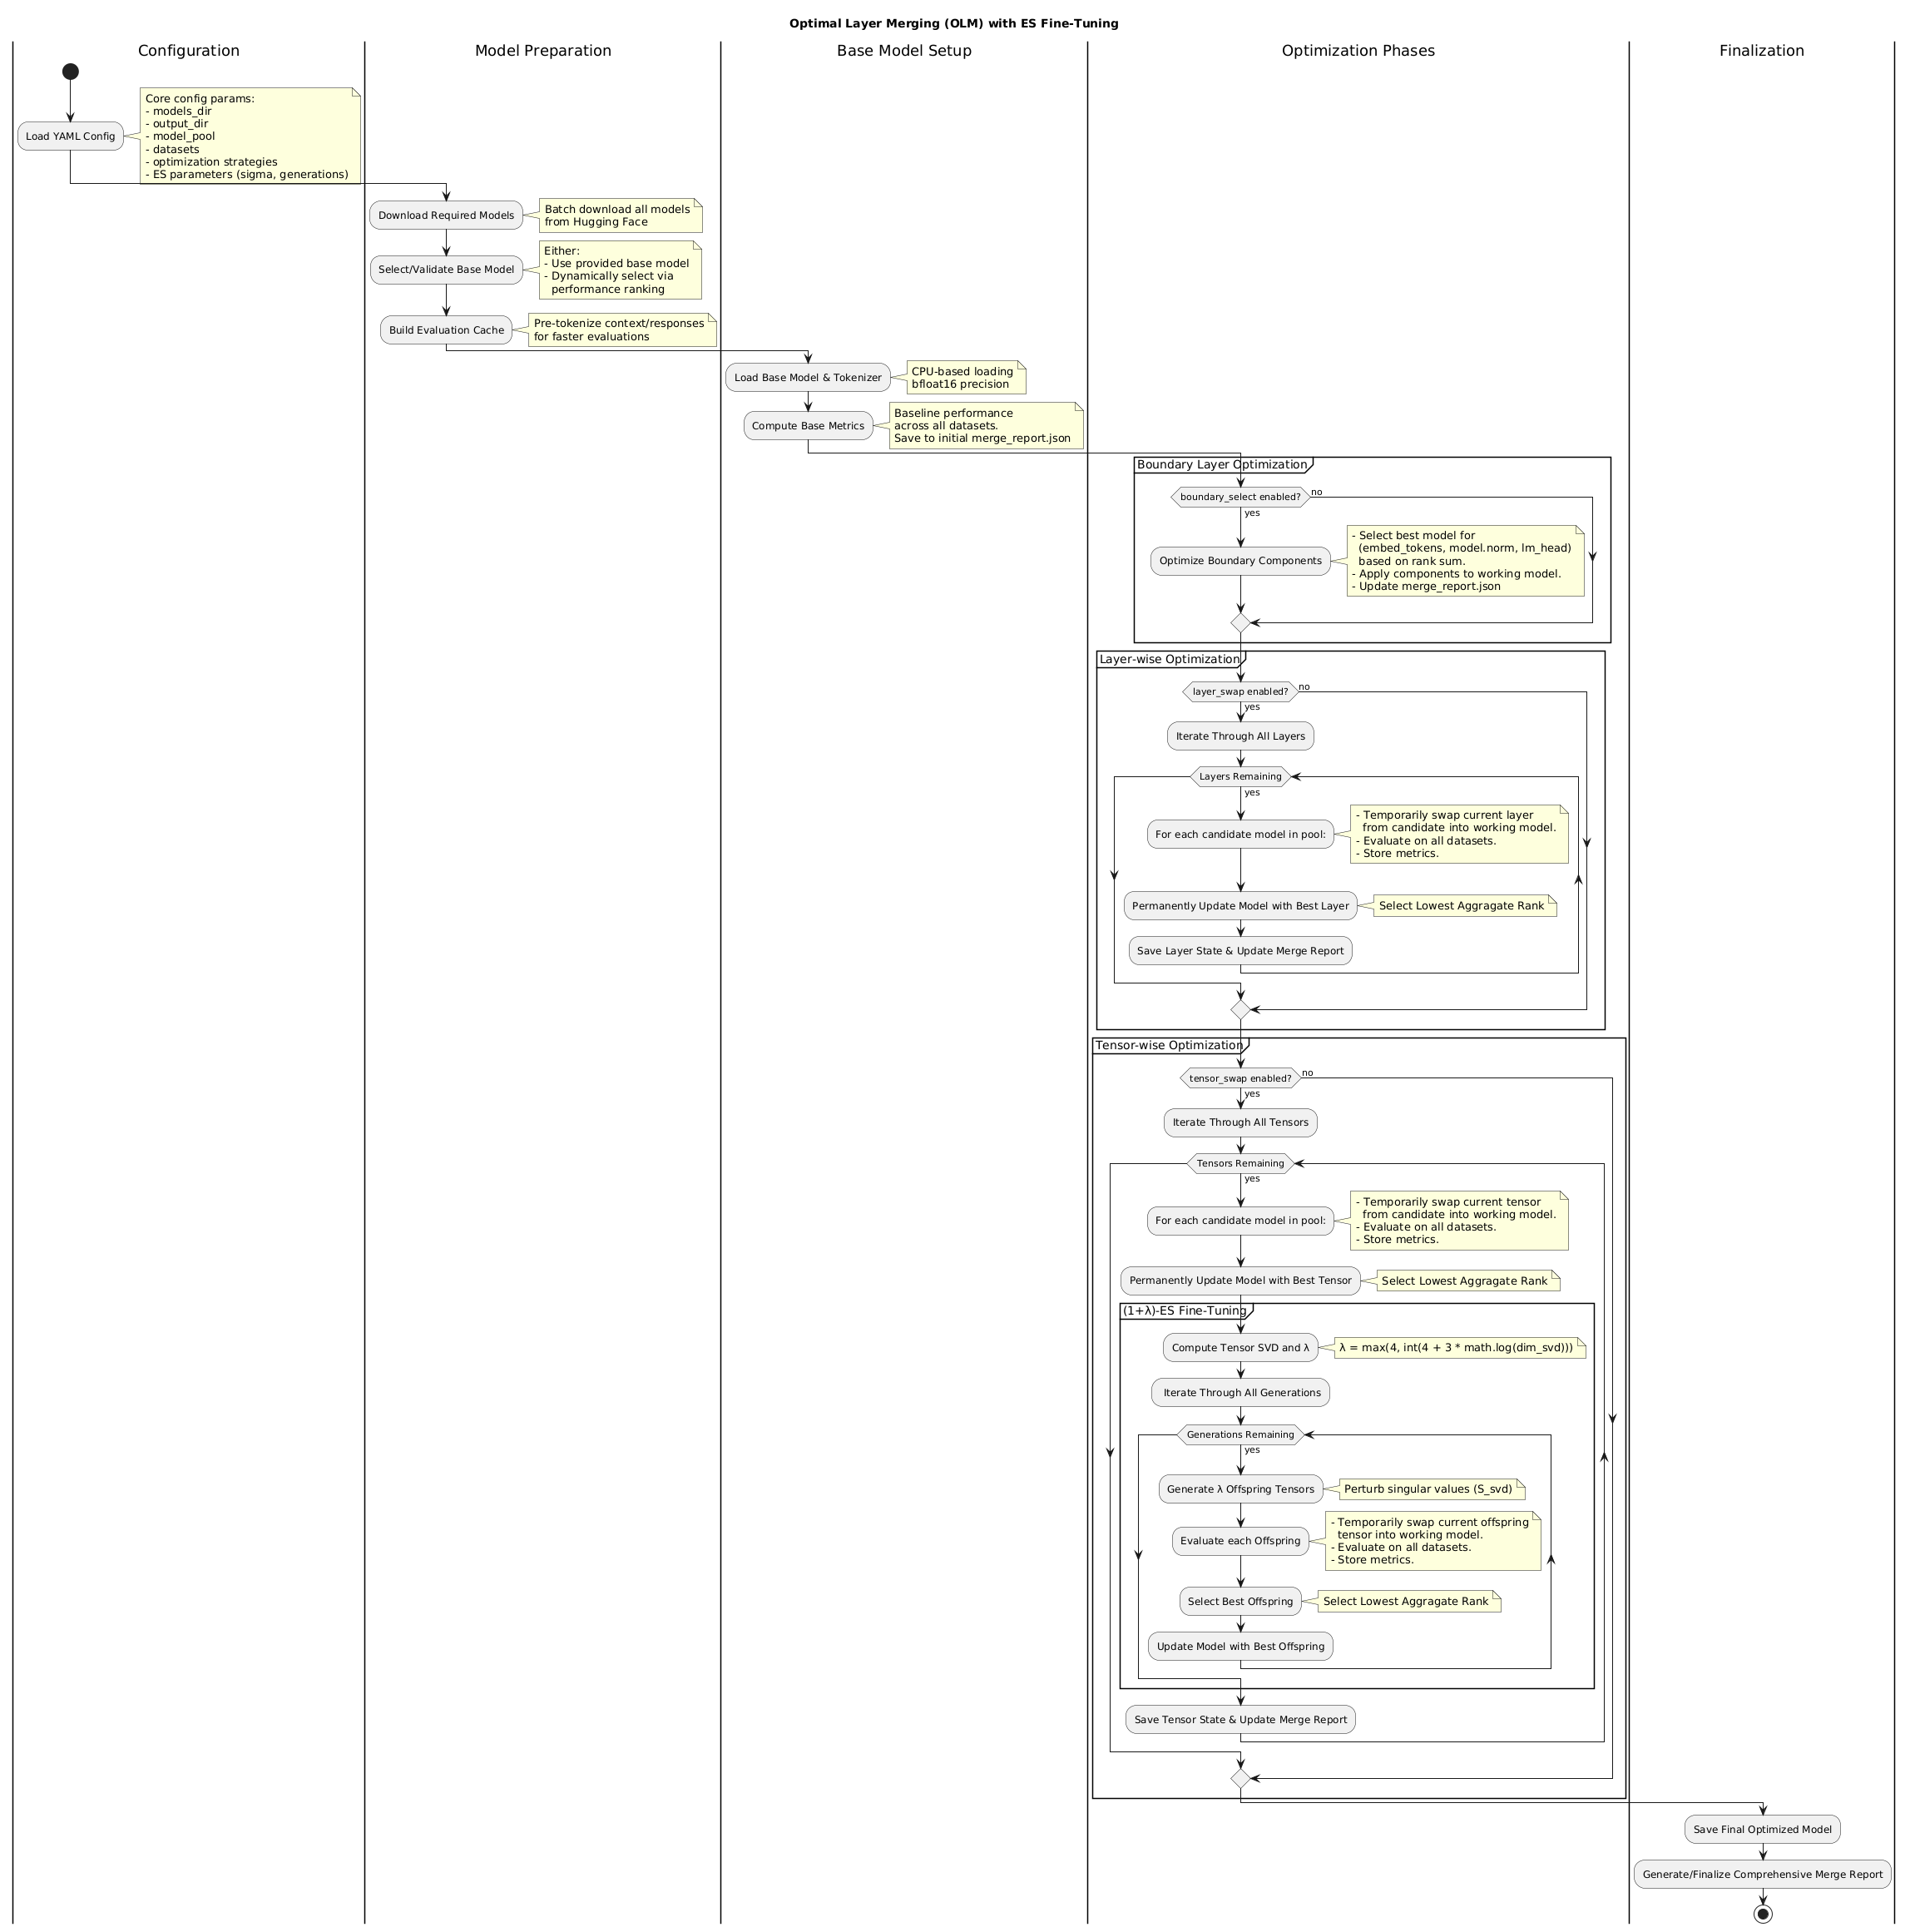 Optimal Layer Merging (OLM) with ES Fine-Tuning
Configuration
Model Preparation
Base Model Setup
Optimization Phases
Finalization
Load YAML Config
Core config params:
- models_dir
- output_dir
- model_pool
- datasets
- optimization strategies
- ES parameters (sigma, generations)
Download Required Models
Batch download all models
from Hugging Face
Select/Validate Base Model
Either:
- Use provided base model
- Dynamically select via
performance ranking
Build Evaluation Cache
Pre-tokenize context/responses
for faster evaluations
Load Base Model & Tokenizer
CPU-based loading
bfloat16 precision
Compute Base Metrics
Baseline performance
across all datasets.
Save to initial merge_report.json
Boundary Layer Optimization
boundary_select enabled?
no
yes
Optimize Boundary Components
- Select best model for
(embed_tokens, model.norm, lm_head)
based on rank sum.
- Apply components to working model.
- Update merge_report.json
Layer-wise Optimization
layer_swap enabled?
no
yes
Iterate Through All Layers
Layers Remaining
yes
For each candidate model in pool:
- Temporarily swap current layer
from candidate into working model.
- Evaluate on all datasets.
- Store metrics.
Permanently Update Model with Best Layer
Select Lowest Aggragate Rank
Save Layer State & Update Merge Report
Tensor-wise Optimization
tensor_swap enabled?
no
yes
Iterate Through All Tensors
Tensors Remaining
yes
For each candidate model in pool:
- Temporarily swap current tensor
from candidate into working model.
- Evaluate on all datasets.
- Store metrics.
Permanently Update Model with Best Tensor
Select Lowest Aggragate Rank
(1+λ)-ES Fine-Tuning
Compute Tensor SVD and λ
λ = max(4, int(4 + 3 * math.log(dim_svd)))
Iterate Through All Generations
Generations Remaining
yes
Generate λ Offspring Tensors
Perturb singular values (S_svd)
Evaluate each Offspring
- Temporarily swap current offspring
tensor into working model.
- Evaluate on all datasets.
- Store metrics.
Select Best Offspring
Select Lowest Aggragate Rank
Update Model with Best Offspring
Save Tensor State & Update Merge Report
Save Final Optimized Model
Generate/Finalize Comprehensive Merge Report